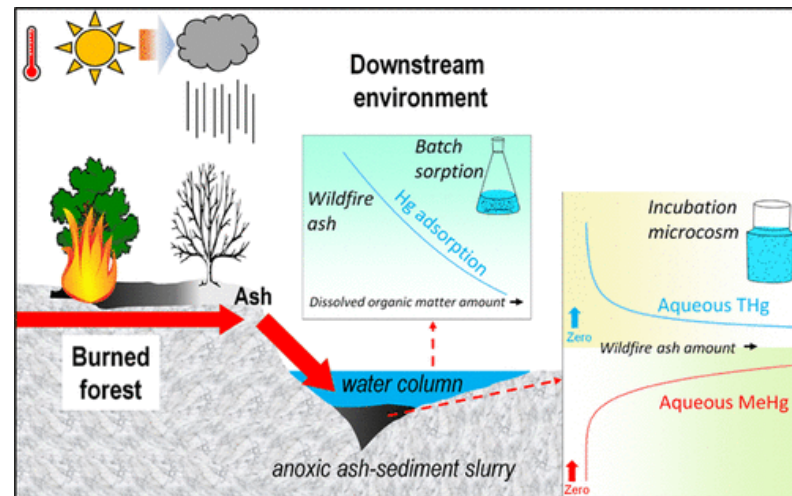 Downstream
environment
Batch
sorption
Wildfire
ash
Hg adsorption
Dissolved organic matter amount
Incubation
microcosm
Aqueous THg
Zero
Wildfire ash amount
Aqueous MeHg
Zero
Ash
Burned
forest
water column
anoxic ash-sediment slurry